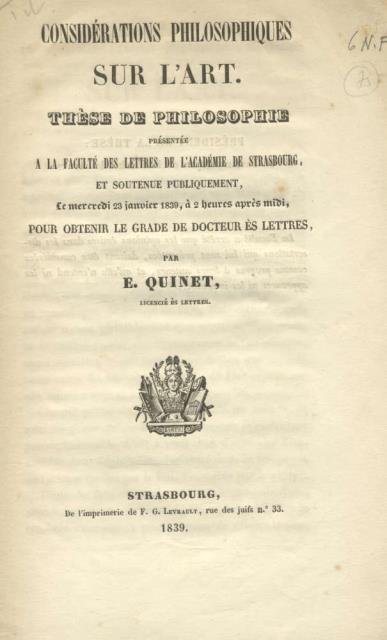 6 N.F
75
CONSIDÉRATIONS PHILOSOPHIQUES
SUR L'ART.
THÈSE DE PHILOSOPHIE
PRÉSENTÉE
A LA FACULTÉ DES LETTRES DE L'ACADÉMIE DE STRASBOURG,
ET SOUTENUE PUBLIQUEMENT,
Le mercredi 23 janvier 1839, à 2 heures après midi,
POUR OBTENIR LE GRADE DE DOCTEUR ÈS LETTRES,
PAR
E. QUINET,
LICENCIÉ ÈS LETTRES.
STRASBOURG,
De l'imprimerie de F. G. LEVRAULT, rue des juifs n.° 33.
1839.